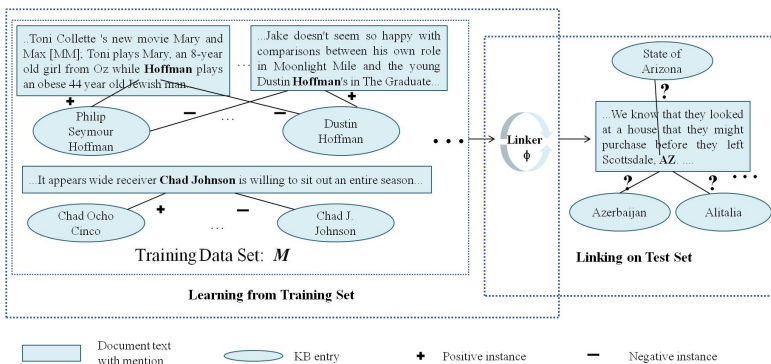 ...Toni Collette 's new movie Mary and
Max [MM]; Toni plays Mary, an 8-year
old girl from Oz while Hoffman plays
an obese 44 year old Jewish man...
...
...Jake doesn't seem so happy with
comparisons between his own role
in Moonlight Mile and the young
Dustin Hoffman's in The Graduate...
+ − − +
Philip
Seymour
Hoffman
...
Dustin
Hoffman
...It appears wide receiver Chad Johnson is willing to sit out an entire season...
+ −
Chad Ocho
Cinco
...
Chad J.
Johnson
Training Data Set: M
Learning from Training Set
...
Linker
ϕ
State of
Arizona
?
...We know that they looked
at a house that they might
purchase before they left
Scottsdale, AZ. ....
? ? ...
Azerbaijan
Alitalia
Linking on Test Set
Document text
with mention
KB entry
+ Positive instance
− Negative instance